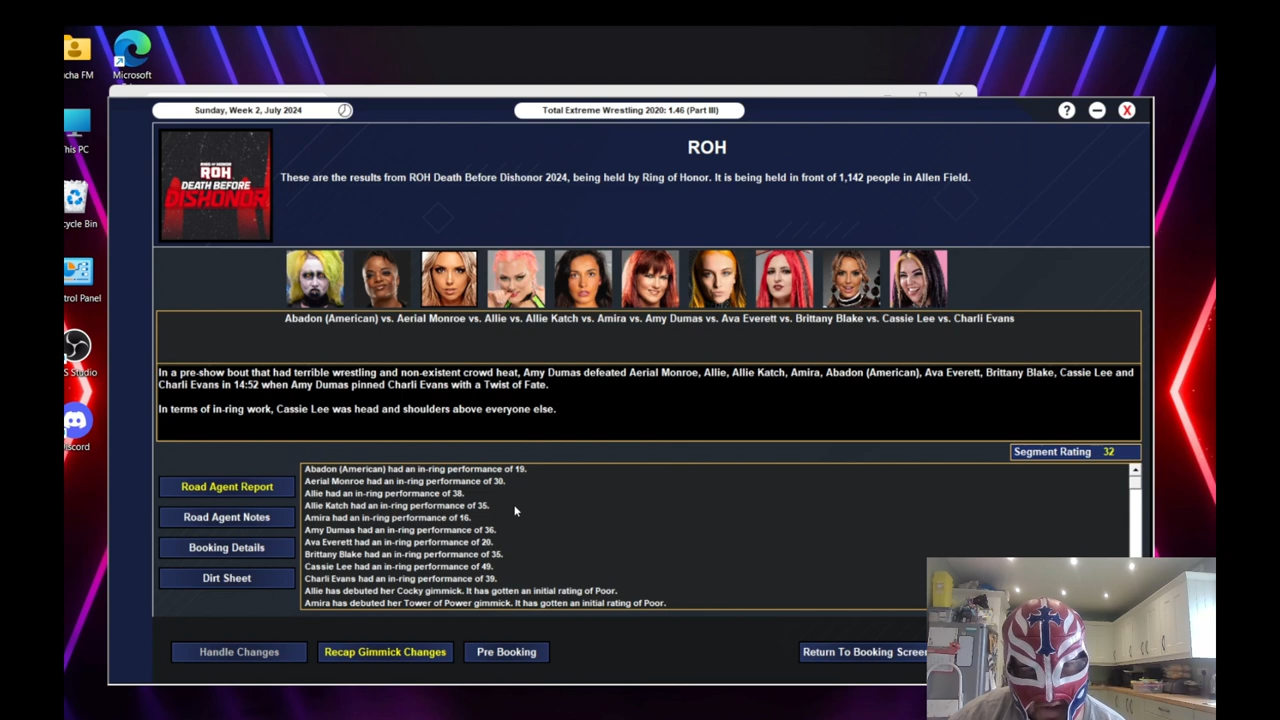 cha FM
Microsoft
Sunday, Week 2, July 2024
Total Extreme Wrestling 2020: 1.46 (Part III)
?
X
his PC
RING OF HONOR
ROH
DEATH BEFORE
DISHONOR
ROH
These are the results from ROH Death Before Dishonor 2024, being held by Ring of Honor. It is being held in front of 1,142 people in Allen Field.
cycle Bin
trol Panel
Abadon (American) vs. Aerial Monroe vs. Allie vs. Allie Katch vs. Amira vs. Amy Dumas vs. Ava Everett vs. Brittany Blake vs. Cassie Lee vs. Charli Evans
S Studio
In a pre-show bout that had terrible wrestling and non-existent crowd heat, Amy Dumas defeated Aerial Monroe, Allie, Allie Katch, Amira, Abadon (American), Ava Everett, Brittany Blake, Cassie Lee and
Charli Evans in 14:52 when Amy Dumas pinned Charli Evans with a Twist of Fate.
In terms of in-ring work, Cassie Lee was head and shoulders above everyone else.
iscord
Segment Rating 32
Road Agent Report
Road Agent Notes
Booking Details
Dirt Sheet
Abadon (American) had an in-ring performance of 19.
Aerial Monroe had an in-ring performance of 30.
Allie had an in-ring performance of 38.
Allie Katch had an in-ring performance of 35.
Amira had an in-ring performance of 16.
Amy Dumas had an in-ring performance of 36.
Ava Everett had an in-ring performance of 20.
Brittany Blake had an in-ring performance of 35.
Cassie Lee had an in-ring performance of 49.
Charli Evans had an in-ring performance of 39.
Allie has debuted her Cocky gimmick. It has gotten an initial rating of Poor.
Amira has debuted her Tower of Power gimmick. It has gotten an initial rating of Poor.
Handle Changes
Recap Gimmick Changes
Pre Booking
Return To Booking Screen